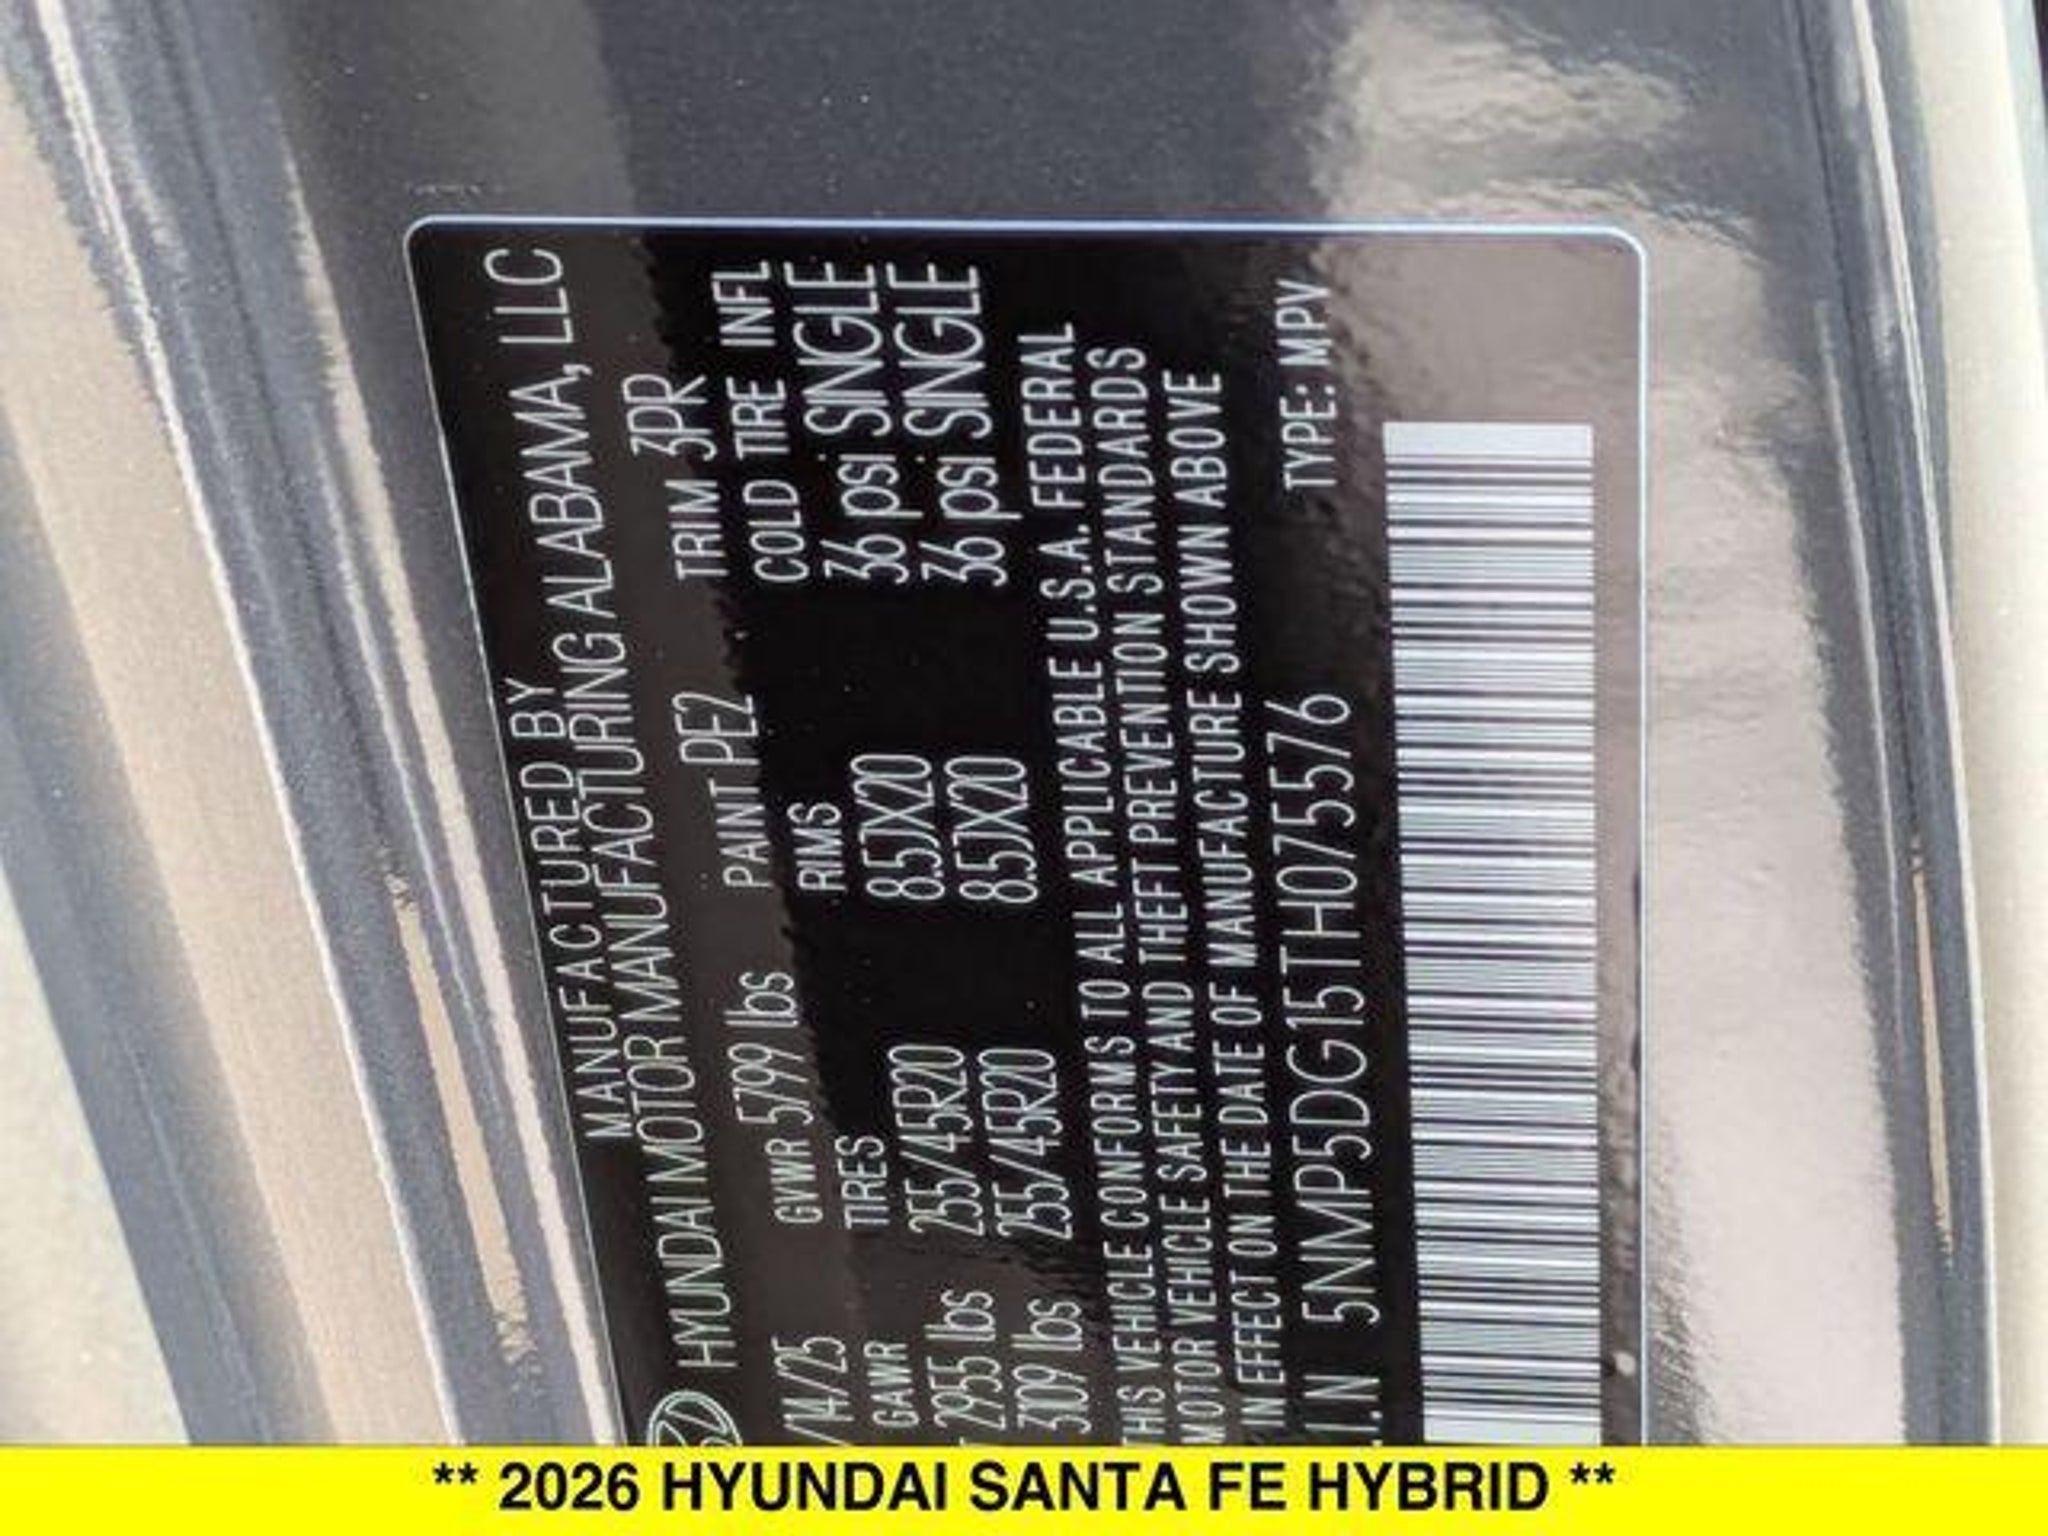 MANUFACTURED BY
HYUNDAI MOTOR MANUFACTURING ALABAMA, LLC
/14/25 GVWR 5799 lbs PAINT PE2 TRIM 3PR
GAWR TIRES RIMS COLD TIRE INFL
2955 lbs 255/45R20 8.5JX20 36 psi SINGLE
3109 lbs 255/45R20 8.5JX20 36 psi SINGLE
THIS VEHICLE CONFORMS TO ALL APPLICABLE U.S.A. FEDERAL
MOTOR VEHICLE SAFETY AND THEFT PREVENTION STANDARDS
IN EFFECT ON THE DATE OF MANUFACTURE SHOWN ABOVE
.I.N 5NMP5DG15TH075576 TYPE: MPV
** 2026 HYUNDAI SANTA FE HYBRID **